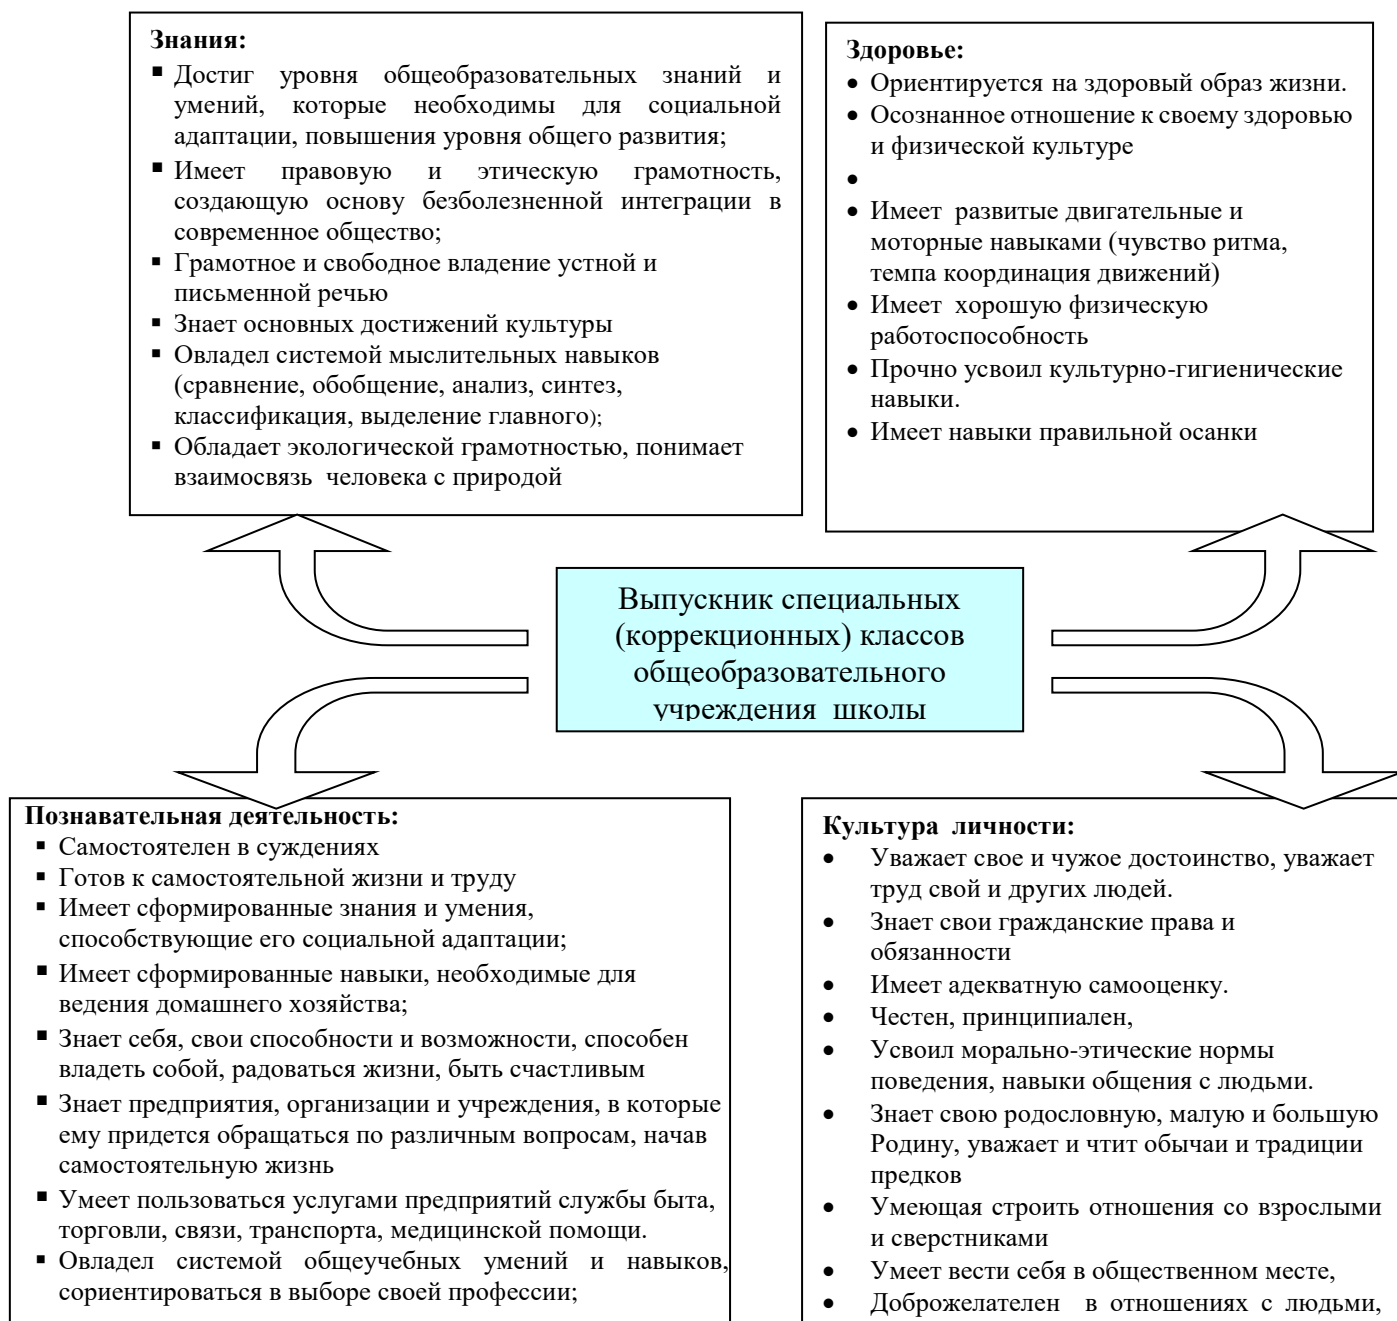 Знания:
▪ Достиг уровня общеобразовательных знаний и
умений, которые необходимы для социальной
адаптации, повышения уровня общего развития;
▪ Имеет правовую и этическую грамотность,
создающую основу безболезненной интеграции в
современное общество;
▪ Грамотное и свободное владение устной и
письменной речью
▪ Знает основных достижений культуры
▪ Овладел системой мыслительных навыков
(сравнение, обобщение, анализ, синтез,
классификация, выделение главного);
▪ Обладает экологической грамотностью, понимает
взаимосвязь человека с природой
Здоровье:
• Ориентируется на здоровый образ жизни.
• Осознанное отношение к своему здоровью
и физической культуре
•
• Имеет развитые двигательные и
моторные навыками (чувство ритма,
темпа координация движений)
• Имеет хорошую физическую
работоспособность
• Прочно усвоил культурно-гигиенические
навыки.
• Имеет навыки правильной осанки
Выпускник специальных
(коррекционных) классов
общеобразовательного
учреждения школы
Познавательная деятельность:
▪ Самостоятелен в суждениях
▪ Готов к самостоятельной жизни и труду
▪ Имеет сформированные знания и умения,
способствующие его социальной адаптации;
▪ Имеет сформированные навыки, необходимые для
ведения домашнего хозяйства;
▪ Знает себя, свои способности и возможности, способен
владеть собой, радоваться жизни, быть счастливым
▪ Знает предприятия, организации и учреждения, в которые
ему придется обращаться по различным вопросам, начав
самостоятельную жизнь
▪ Умеет пользоваться услугами предприятий службы быта,
торговли, связи, транспорта, медицинской помощи.
▪ Овладел системой общеучебных умений и навыков,
сориентироваться в выборе своей профессии;
Культура личности:
• Уважает свое и чужое достоинство, уважает
труд свой и других людей.
• Знает свои гражданские права и
обязанности
• Имеет адекватную самооценку.
• Честен, принципиален,
• Усвоил морально-этические нормы
поведения, навыки общения с людьми.
• Знает свою родословную, малую и большую
Родину, уважает и чтит обычаи и традиции
предков
• Умеющая строить отношения со взрослыми
и сверстниками
• Умеет вести себя в общественном месте,
• Доброжелателен в отношениях с людьми,